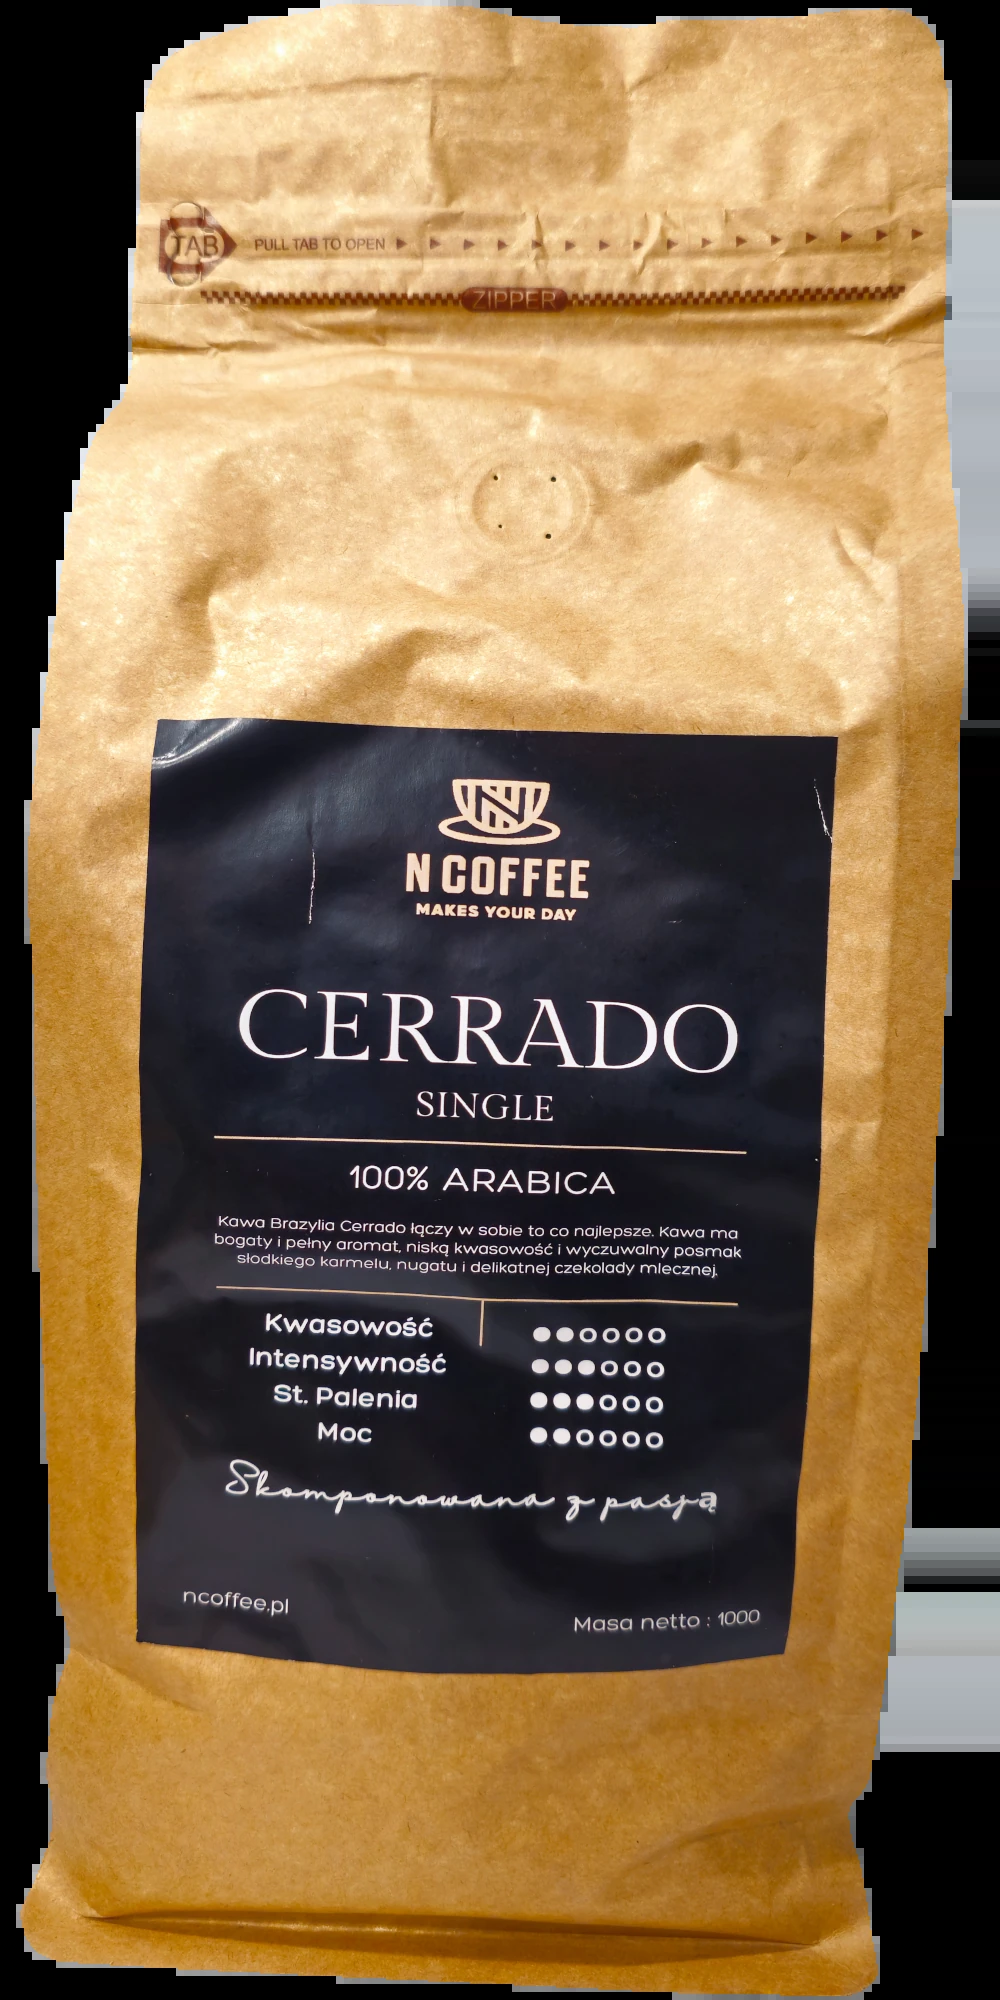 TAB PULL TAB TO OPEN
ZIPPER
N COFFEE
MAKES YOUR DAY
CERRADO
SINGLE
100% ARABICA
Kawa Brazylia Cerrado łączy w sobie to co najlepsze. Kawa ma
bogaty i pełny aromat, niską kwasowość i wyczuwalny posmak
słodkiego karmelu, nugatu i delikatnej czekolady mlecznej.
Kwasowość
Intensywność
St. Palenia
Moc
Skomponowana z pasją
ncoffee.pl
Masa netto : 1000